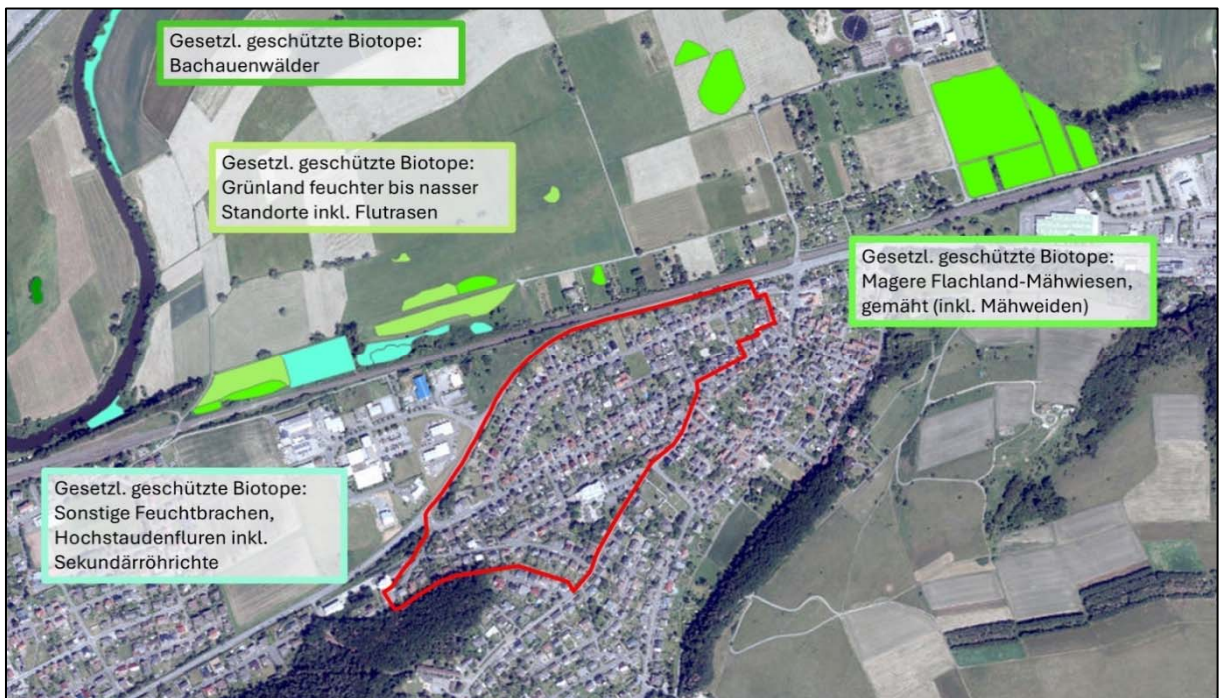 Gesetzl. geschützte Biotope:
Bachauenwälder
Gesetzl. geschützte Biotope:
Grünland feuchter bis nasser
Standorte inkl. Flutrasen
Gesetzl. geschützte Biotope:
Magere Flachland-Mähwiesen,
gemäht (inkl. Mähweiden)
Gesetzl. geschützte Biotope:
Sonstige Feuchtbrachen,
Hochstaudenfluren inkl.
Sekundärröhrichte